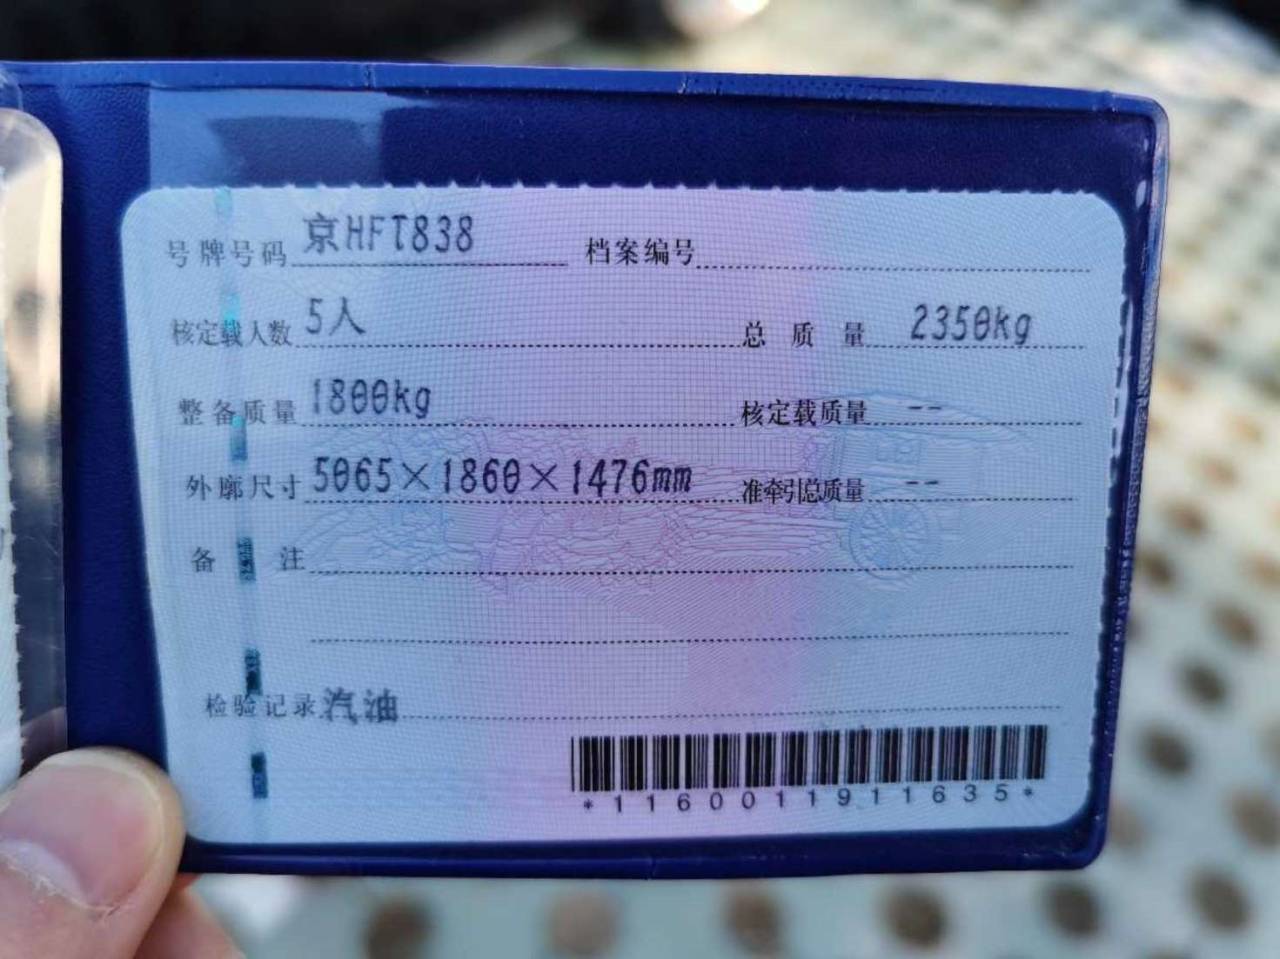 号牌号码 京HFT838 档案编号
核定载人数 5人 总质量 2350kg
整备质量 1800kg 核定载质量 --
外廓尺寸 5065×1860×1476mm 准牵引总质量 --
备注
检验记录 汽油
*1160011911635*